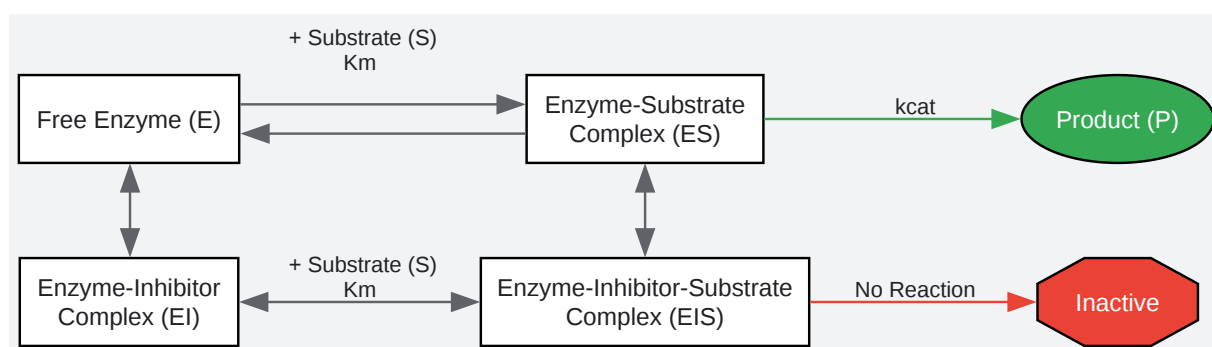 + Substrate (S)
Km
Free Enzyme (E)
Enzyme-Substrate
Complex (ES)
kcat
Product (P)
Enzyme-Inhibitor
Complex (EI)
+ Substrate (S)
Km
Enzyme-Inhibitor-Substrate
Complex (EIS)
No Reaction
Inactive